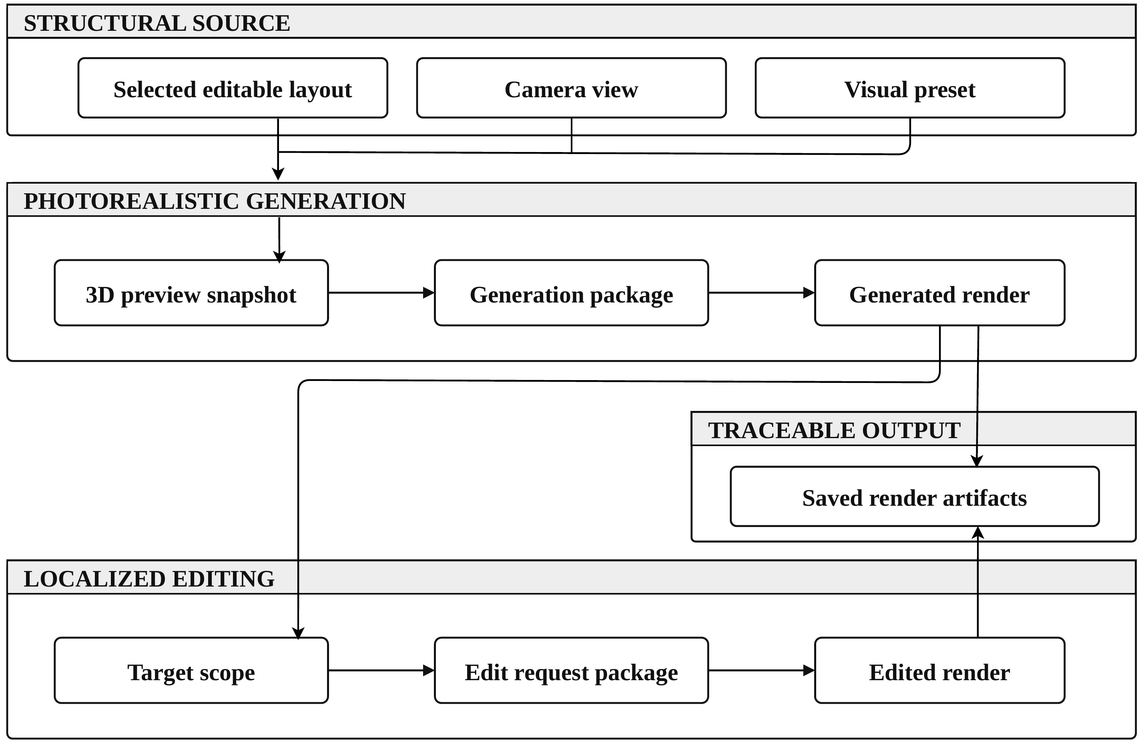 STRUCTURAL SOURCE
Selected editable layout
Camera view
Visual preset
PHOTOREALISTIC GENERATION
3D preview snapshot
Generation package
Generated render
TRACEABLE OUTPUT
Saved render artifacts
LOCALIZED EDITING
Target scope
Edit request package
Edited render